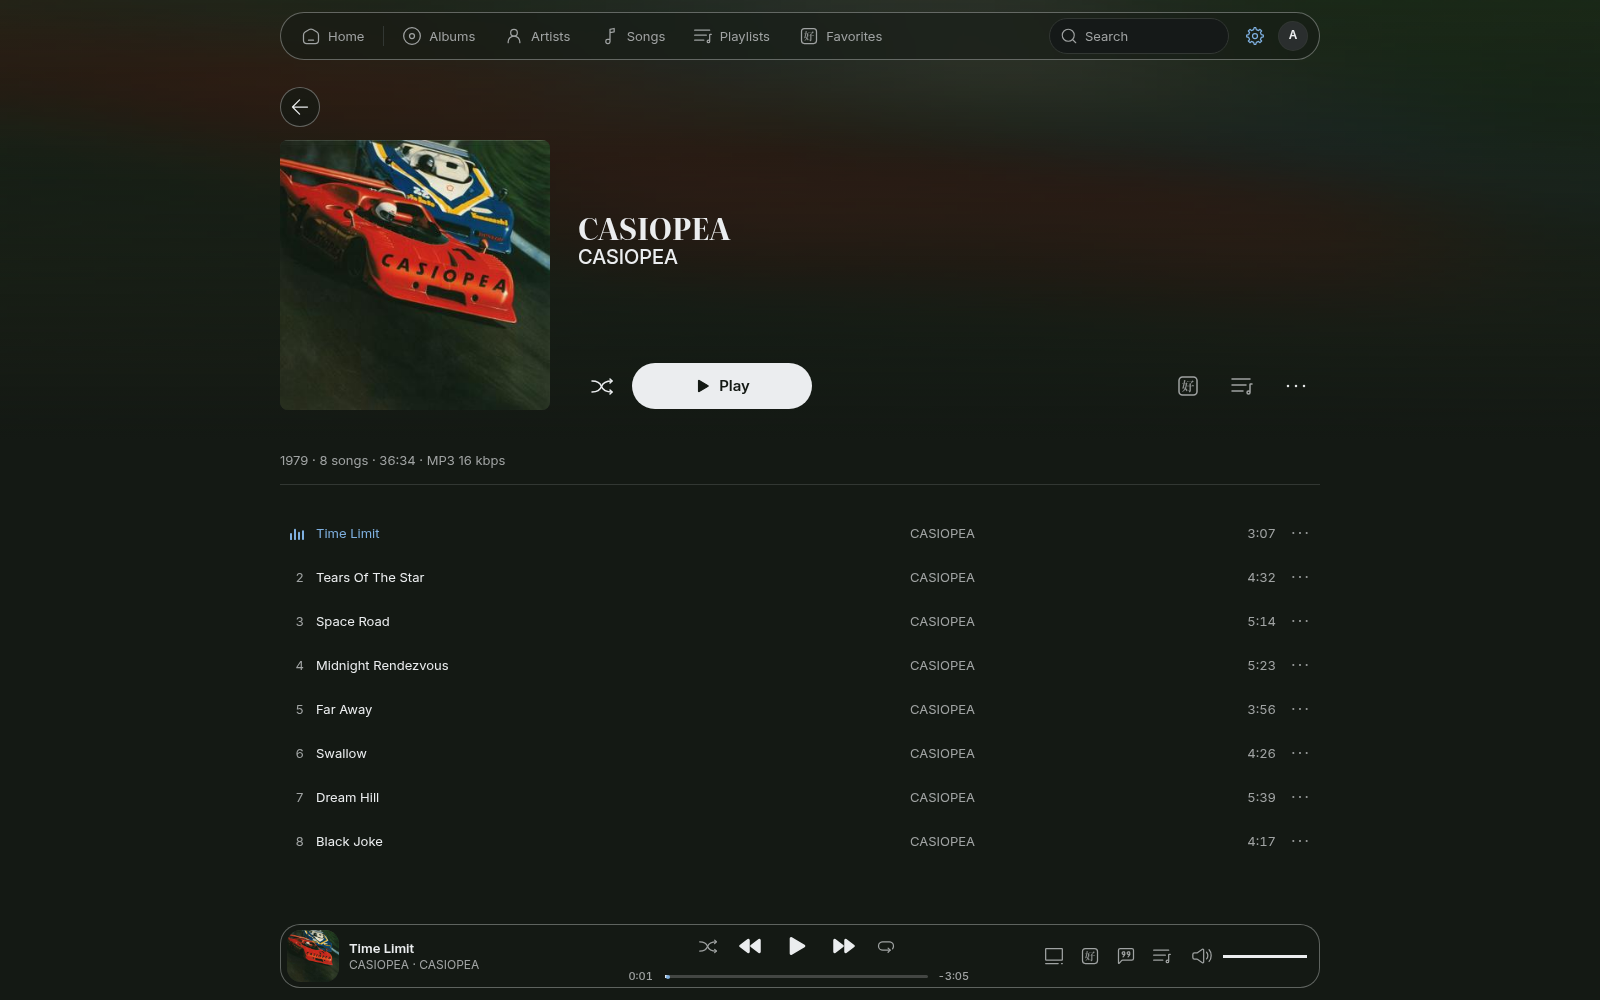 Home
Albums
Artists
Songs
Playlists
好 Favorites
Search
A
CASIOPEA
CASIOPEA
CASIOPEA
Play
好
1979 · 8 songs · 36:34 · MP3 16 kbps
Time Limit CASIOPEA 3:07
2 Tears Of The Star CASIOPEA 4:32
3 Space Road CASIOPEA 5:14
4 Midnight Rendezvous CASIOPEA 5:23
5 Far Away CASIOPEA 3:56
6 Swallow CASIOPEA 4:26
7 Dream Hill CASIOPEA 5:39
8 Black Joke CASIOPEA 4:17
Time Limit
CASIOPEA · CASIOPEA
0:01
-3:05
好